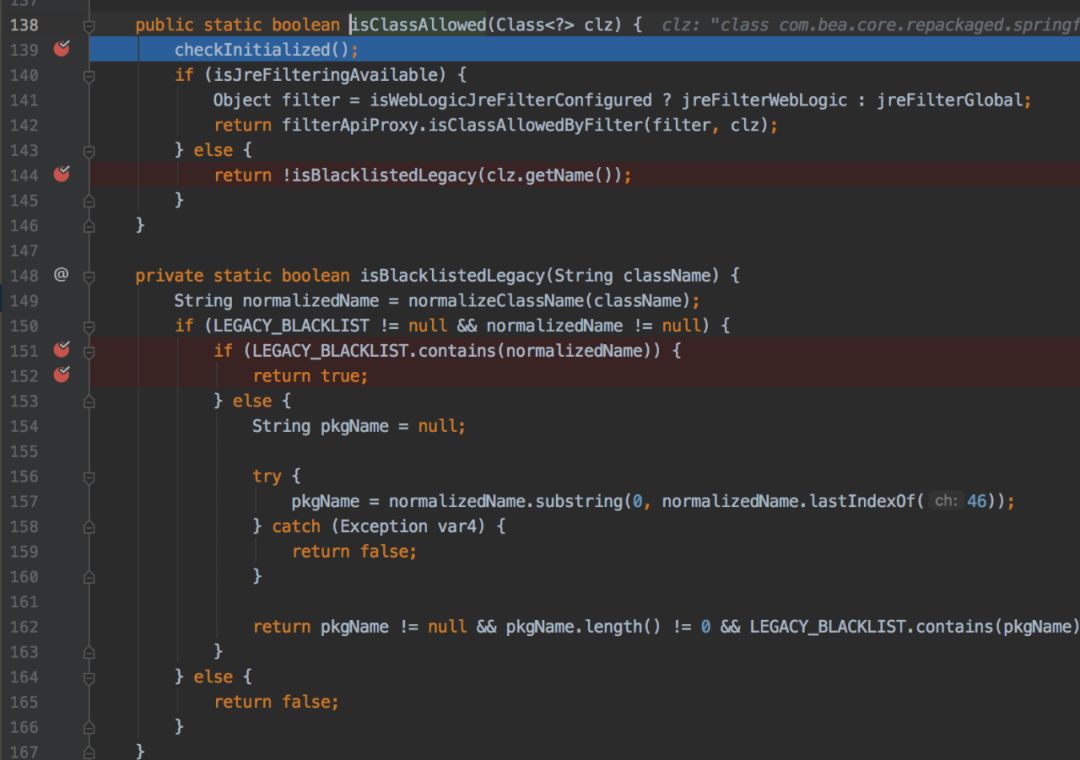 137
138 public static boolean isClassAllowed(Class<?> clz) { clz: "class com.bea.core.repackaged.springf
139 checkInitialized();
140 if (isJreFilteringAvailable) {
141 Object filter = isWebLogicJreFilterConfigured ? jreFilterWebLogic : jreFilterGlobal;
142 return filterApiProxy.isClassAllowedByFilter(filter, clz);
143 } else {
144 return !isBlacklistedLegacy(clz.getName());
145 }
146 }
147
148 @ private static boolean isBlacklistedLegacy(String className) {
149 String normalizedName = normalizeClassName(className);
150 if (LEGACY_BLACKLIST != null && normalizedName != null) {
151 if (LEGACY_BLACKLIST.contains(normalizedName)) {
152 return true;
153 } else {
154 String pkgName = null;
155
156 try {
157 pkgName = normalizedName.substring(0, normalizedName.lastIndexOf( ch: 46));
158 } catch (Exception var4) {
159 return false;
160 }
161
162 return pkgName != null && pkgName.length() != 0 && LEGACY_BLACKLIST.contains(pkgName)
163 }
164 } else {
165 return false;
166 }
167 }